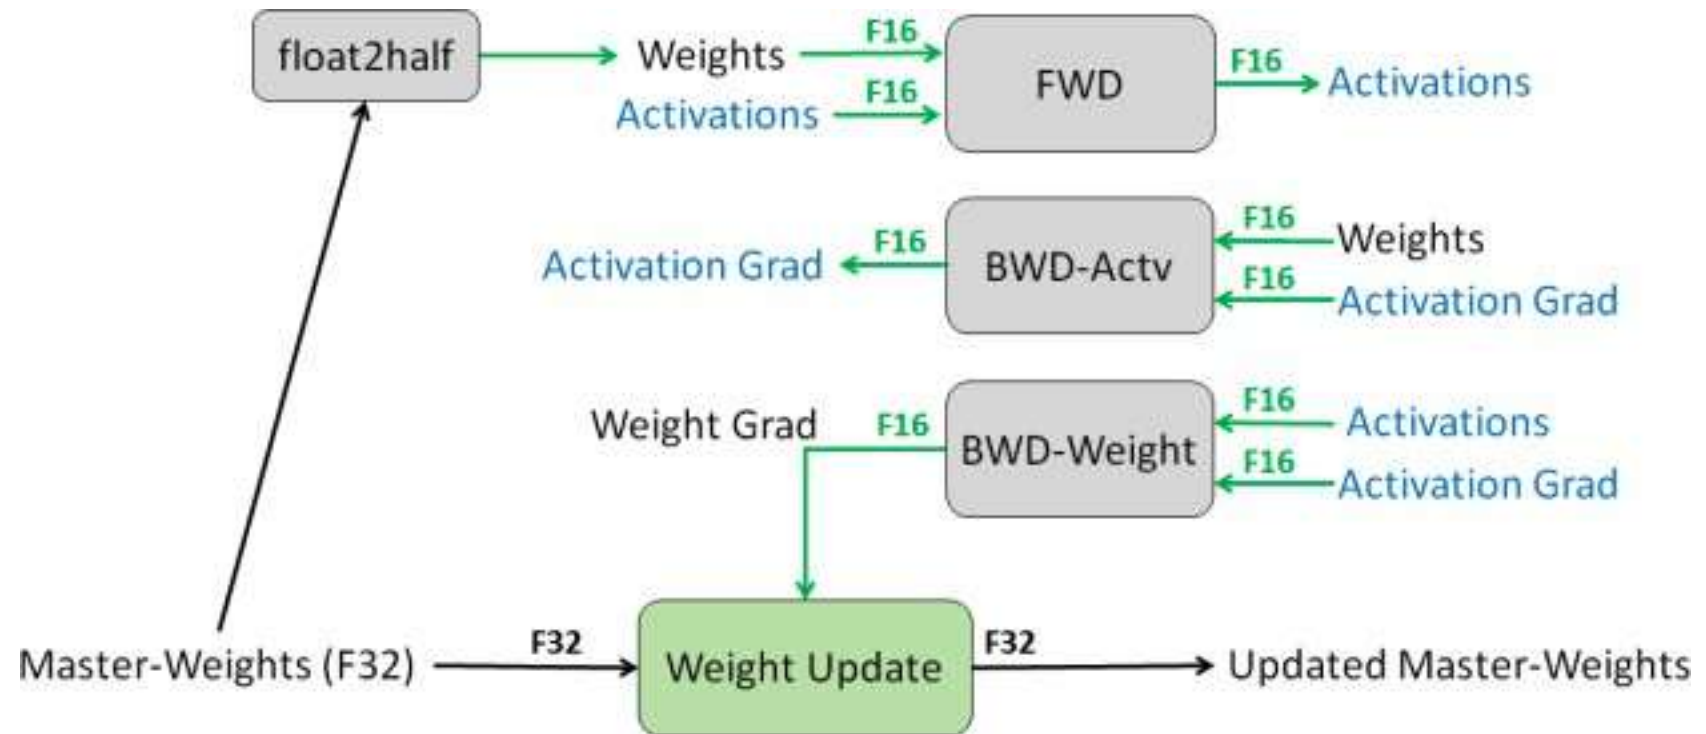 float2half
Weights
F16
FWD
F16
Activations
Activations
F16
Activation Grad
F16
BWD-Actv
F16
Weights
F16
Activation Grad
Weight Grad
F16
BWD-Weight
F16
Activations
F16
Activation Grad
Master-Weights (F32)
F32
Weight Update
F32
Updated Master-Weights